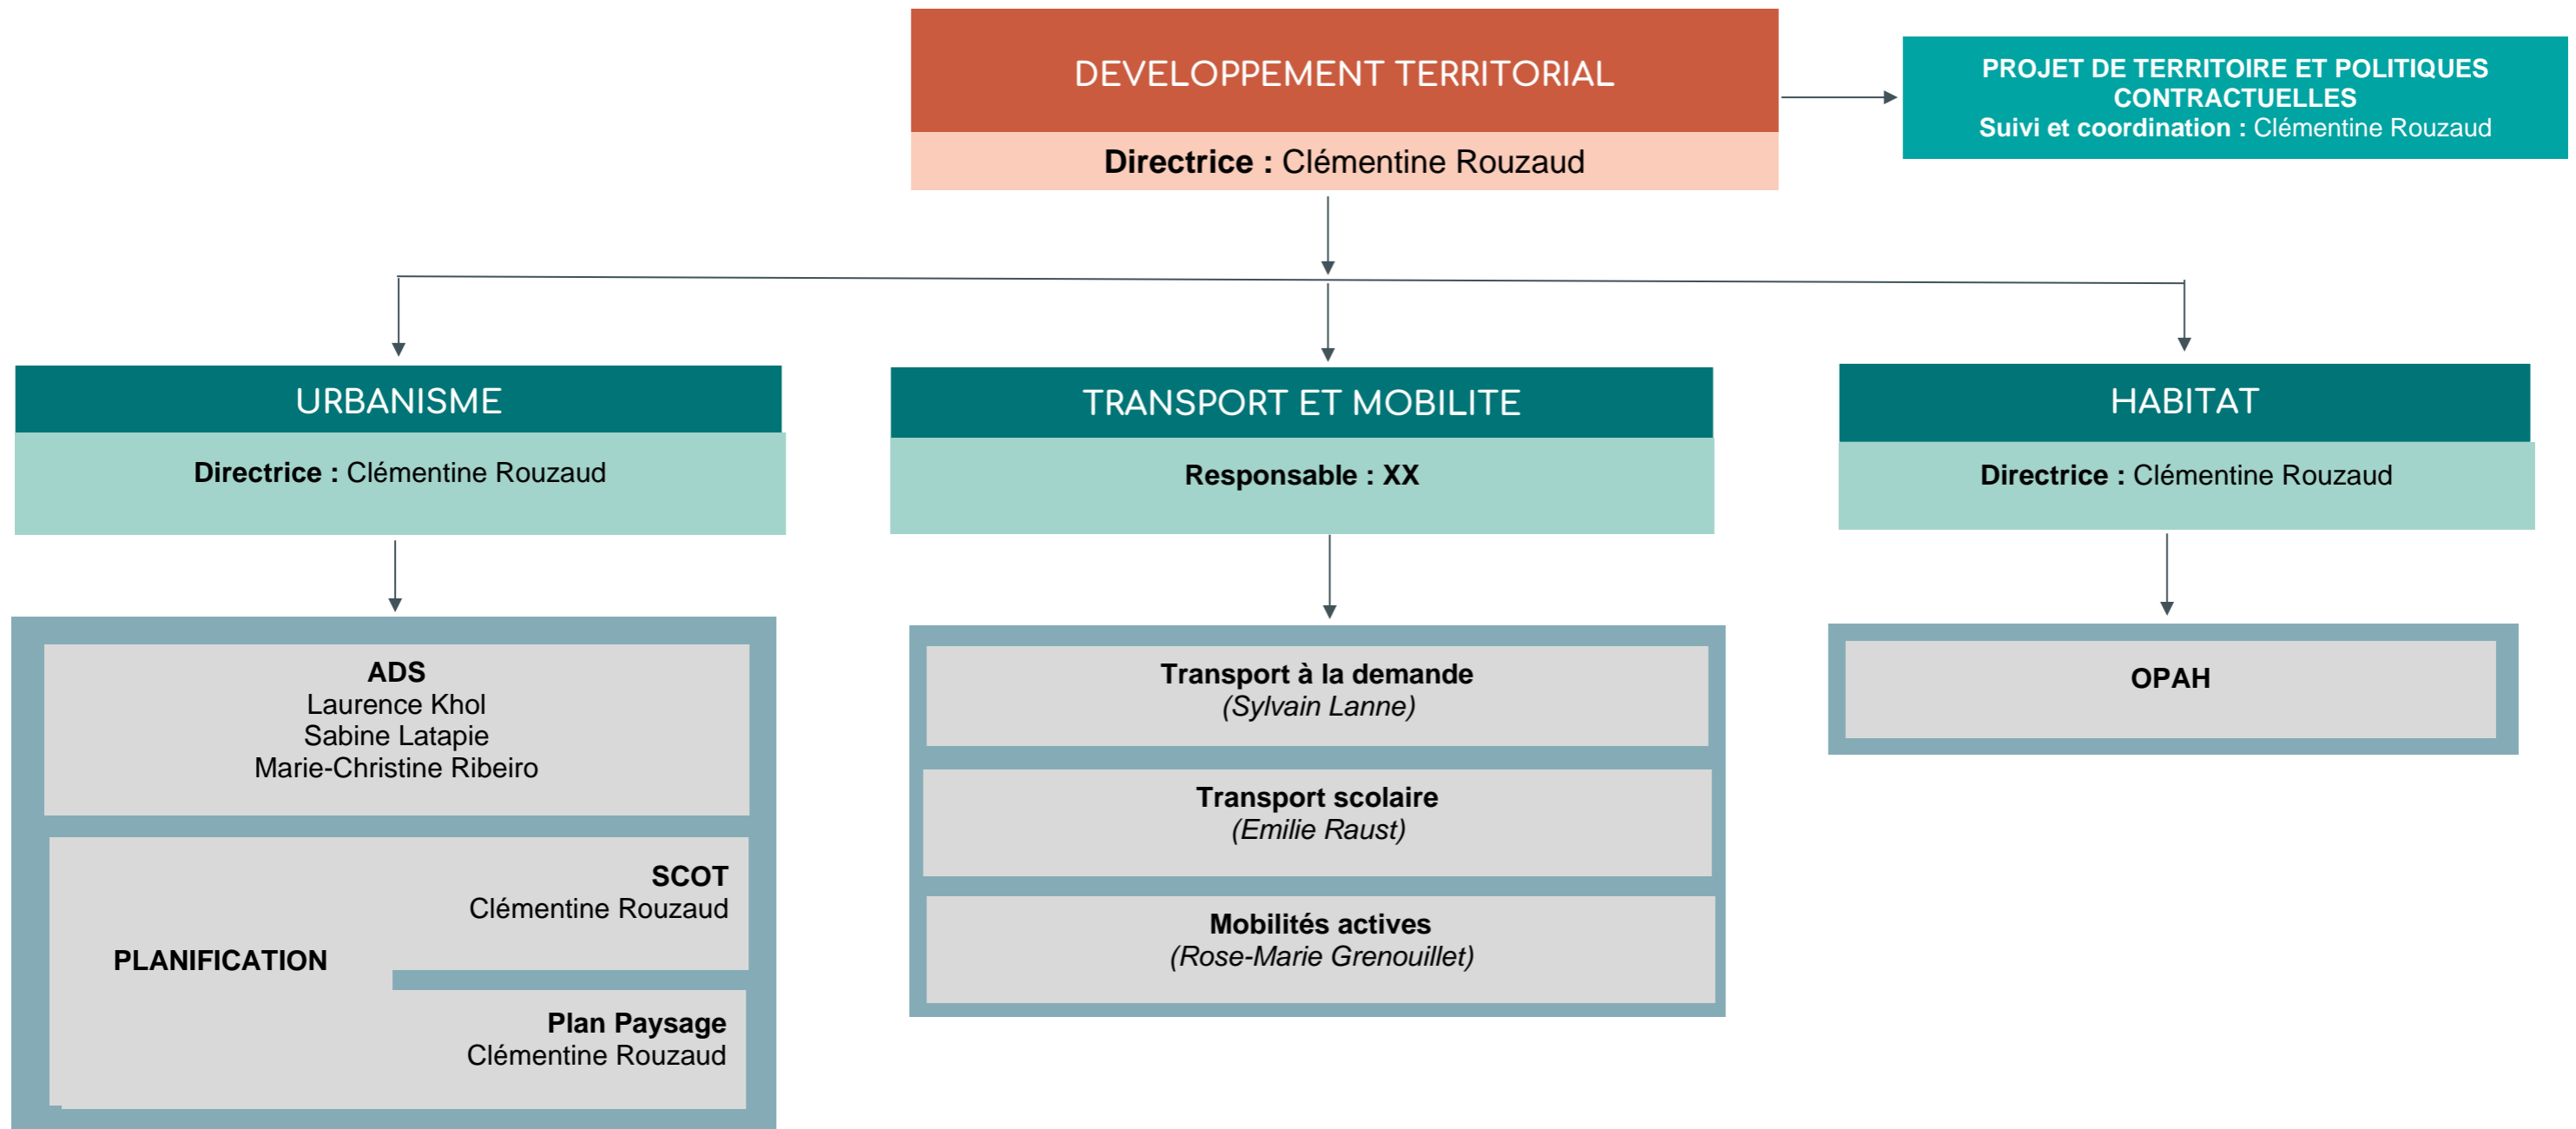 DEVELOPPEMENT TERRITORIAL
Directrice : Clémentine Rouzaud
PROJET DE TERRITOIRE ET POLITIQUES
CONTRACTUELLES
Suivi et coordination : Clémentine Rouzaud
URBANISME
Directrice : Clémentine Rouzaud
ADS
Laurence Khol
Sabine Latapie
Marie-Christine Ribeiro
PLANIFICATION
SCOT
Clémentine Rouzaud
Plan Paysage
Clémentine Rouzaud
TRANSPORT ET MOBILITE
Responsable : XX
Transport à la demande
(Sylvain Lanne)
Transport scolaire
(Emilie Raust)
Mobilités actives
(Rose-Marie Grenouillet)
HABITAT
Directrice : Clémentine Rouzaud
OPAH